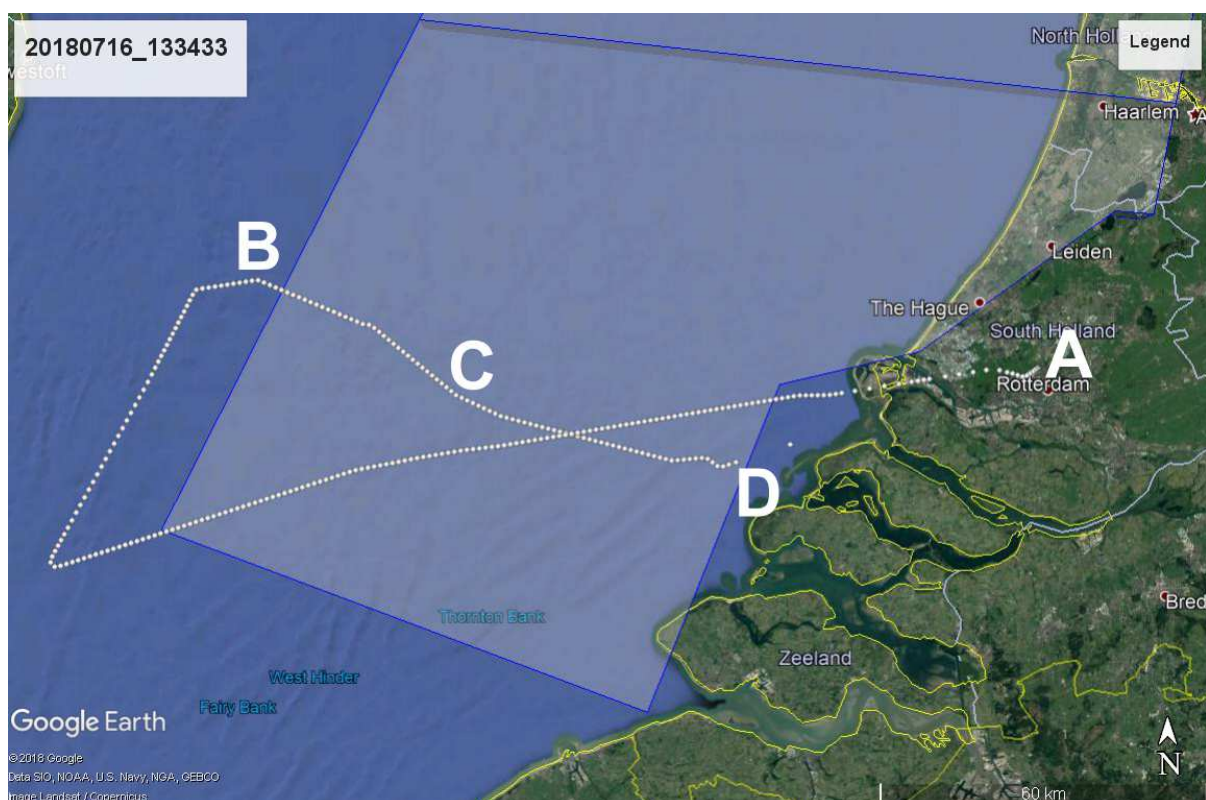 20180716_133433
westoft
North Holl
Legend
Haarlem
A
Leiden
B
The Hague
South Holland
C
A
Rotterdam
D
Thornton Bank
Bred
Zeeland
West Hinder
Fairy Bank
Google Earth
N
©2018 Google
Data SIO, NOAA, U.S. Navy, NGA, GEBCO
Image Landsat / Copernicus
60 km